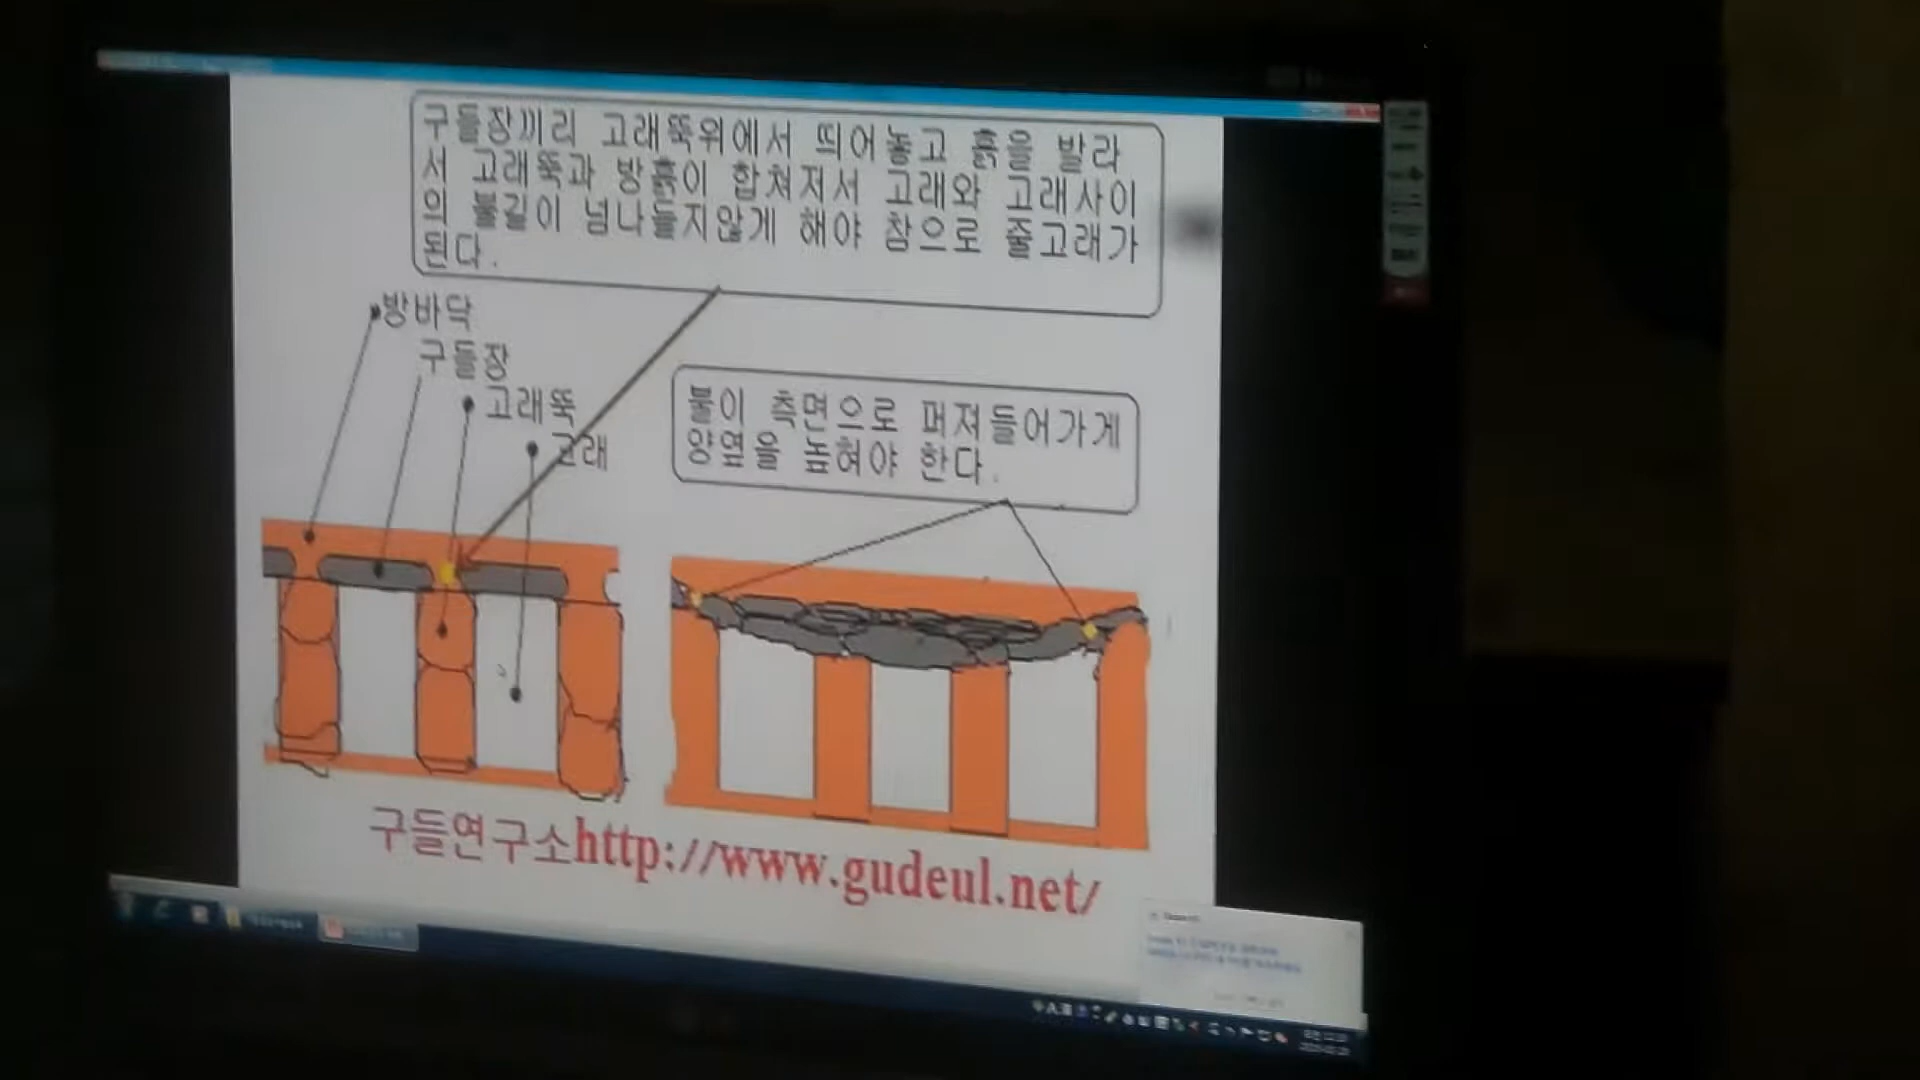 구들장끼리 고래뚝위에서 띄어놓고 흙을 발라
서 고래뚝과 방흙이 합쳐져서 고래와 고래사이
의 불길이 넘나들지않게 해야 참으로 줄고래가
된다.
방바닥
구들장
고래뚝
고래
불이 측면으로 퍼져들어가게
양옆을 높혀야 한다.
구들연구소http://www.gudeul.net/